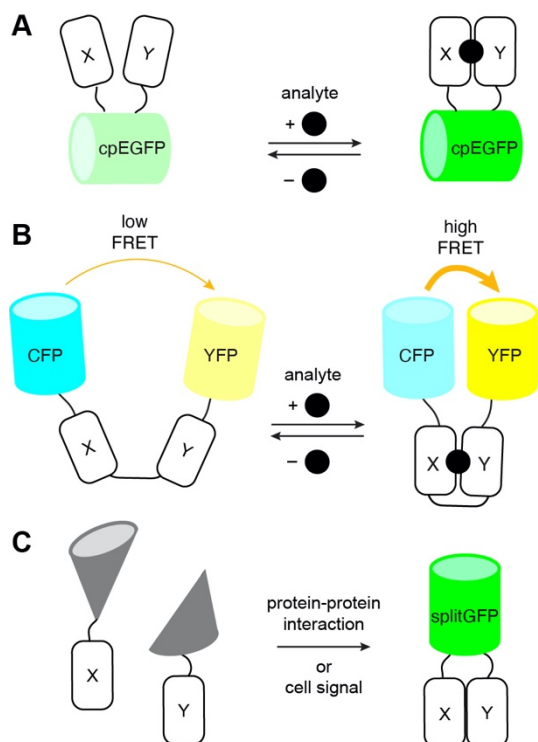 A
X
Y
cpEGFP
analyte
+
−
X
Y
cpEGFP
B
low
FRET
CFP
YFP
X
Y
analyte
+
−
high
FRET
CFP
YFP
X
Y
C
X
Y
protein-protein
interaction
or
cell signal
splitGFP
X
Y